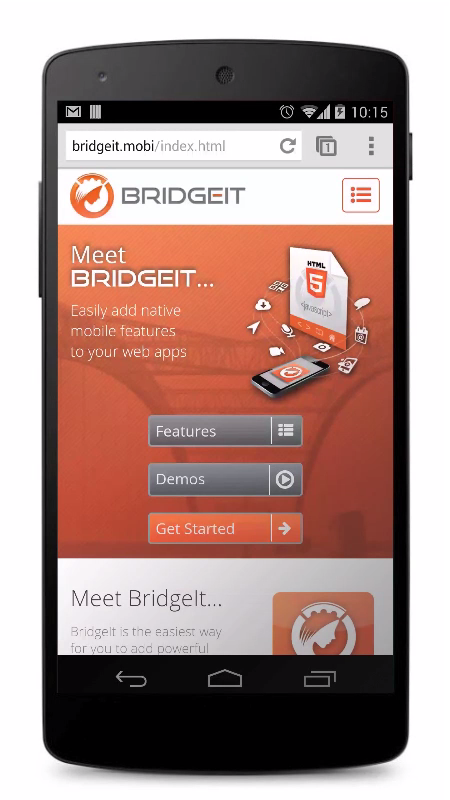 10:15
bridgeit.mobi/index.html
1
BRIDGEIT
Meet
BRIDGEIT...
Easily add native
mobile features
to your web apps
HTML
5
<javascript>
Features
Demos
Get Started
Meet BridgeIt...
BridgeIt is the easiest way
for you to add powerful